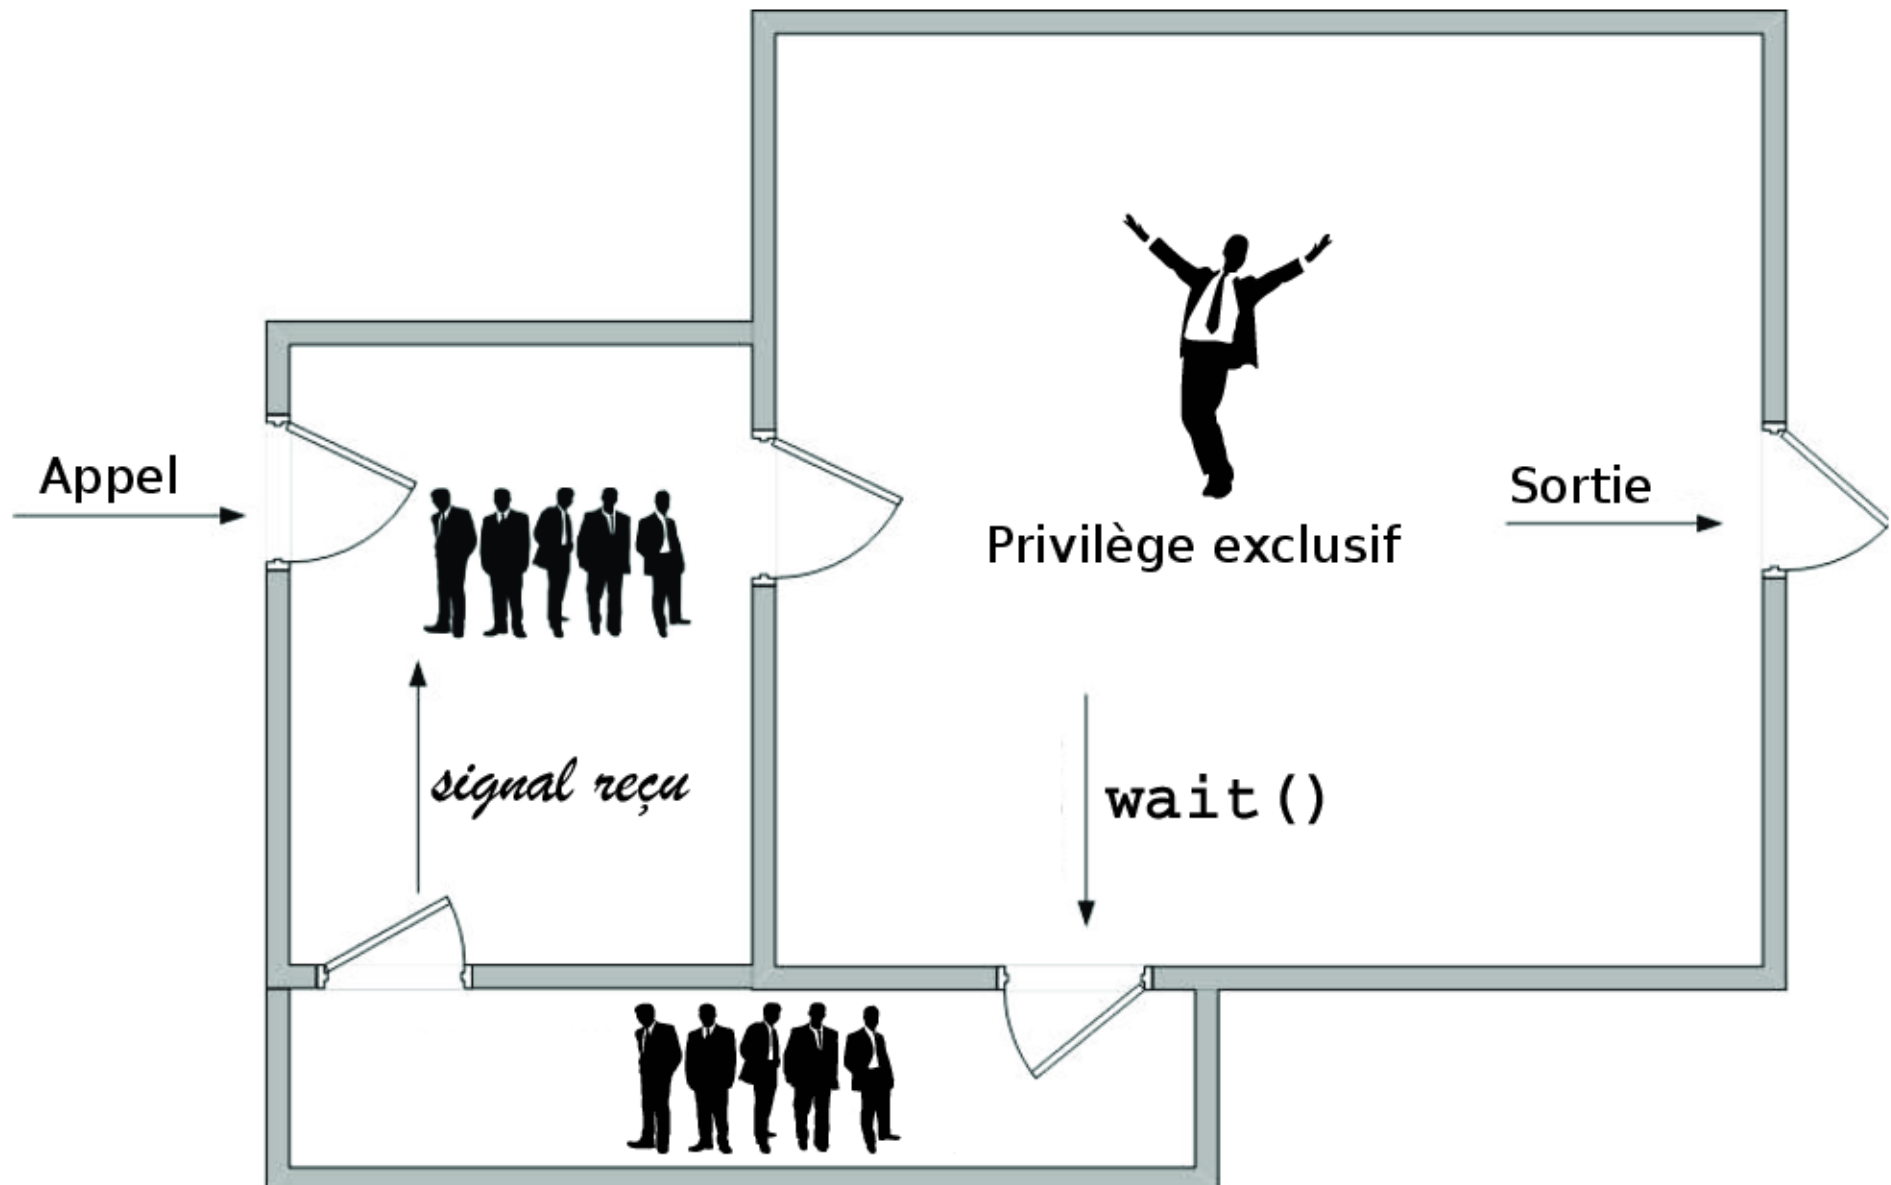 Appel
Sortie
Privilège exclusif
signal reçu
wait()